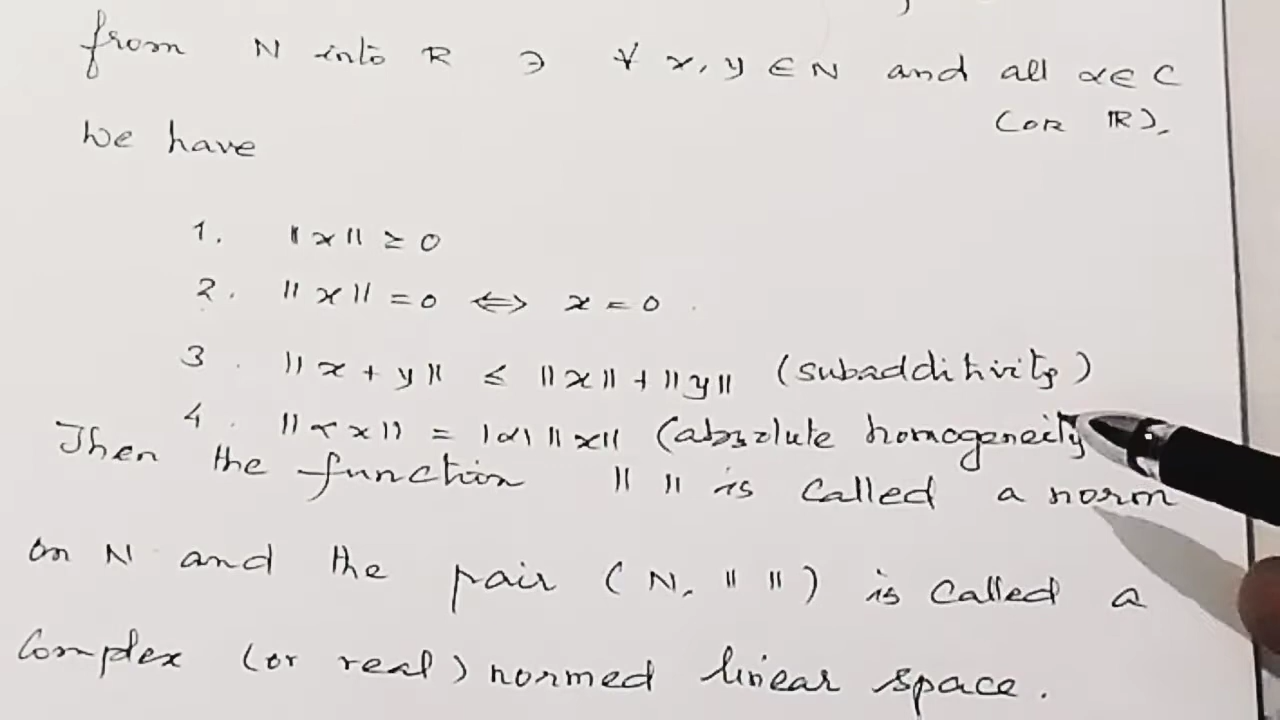 from N into R ∋ ∀ x, y ∈ N and all α ∈ C
(or ℝ),
we have
1. ‖x‖ ≥ 0
2. ‖x‖ = 0 ⇔ x = 0.
3. ‖x + y‖ ≤ ‖x‖ + ‖y‖ (subadditivity)
4. ‖αx‖ = |α| ‖x‖ (absolute homogeneity
Then the function ‖ ‖ is called a norm
on N and the pair (N, ‖ ‖) is called a
complex (or real) normed linear space.